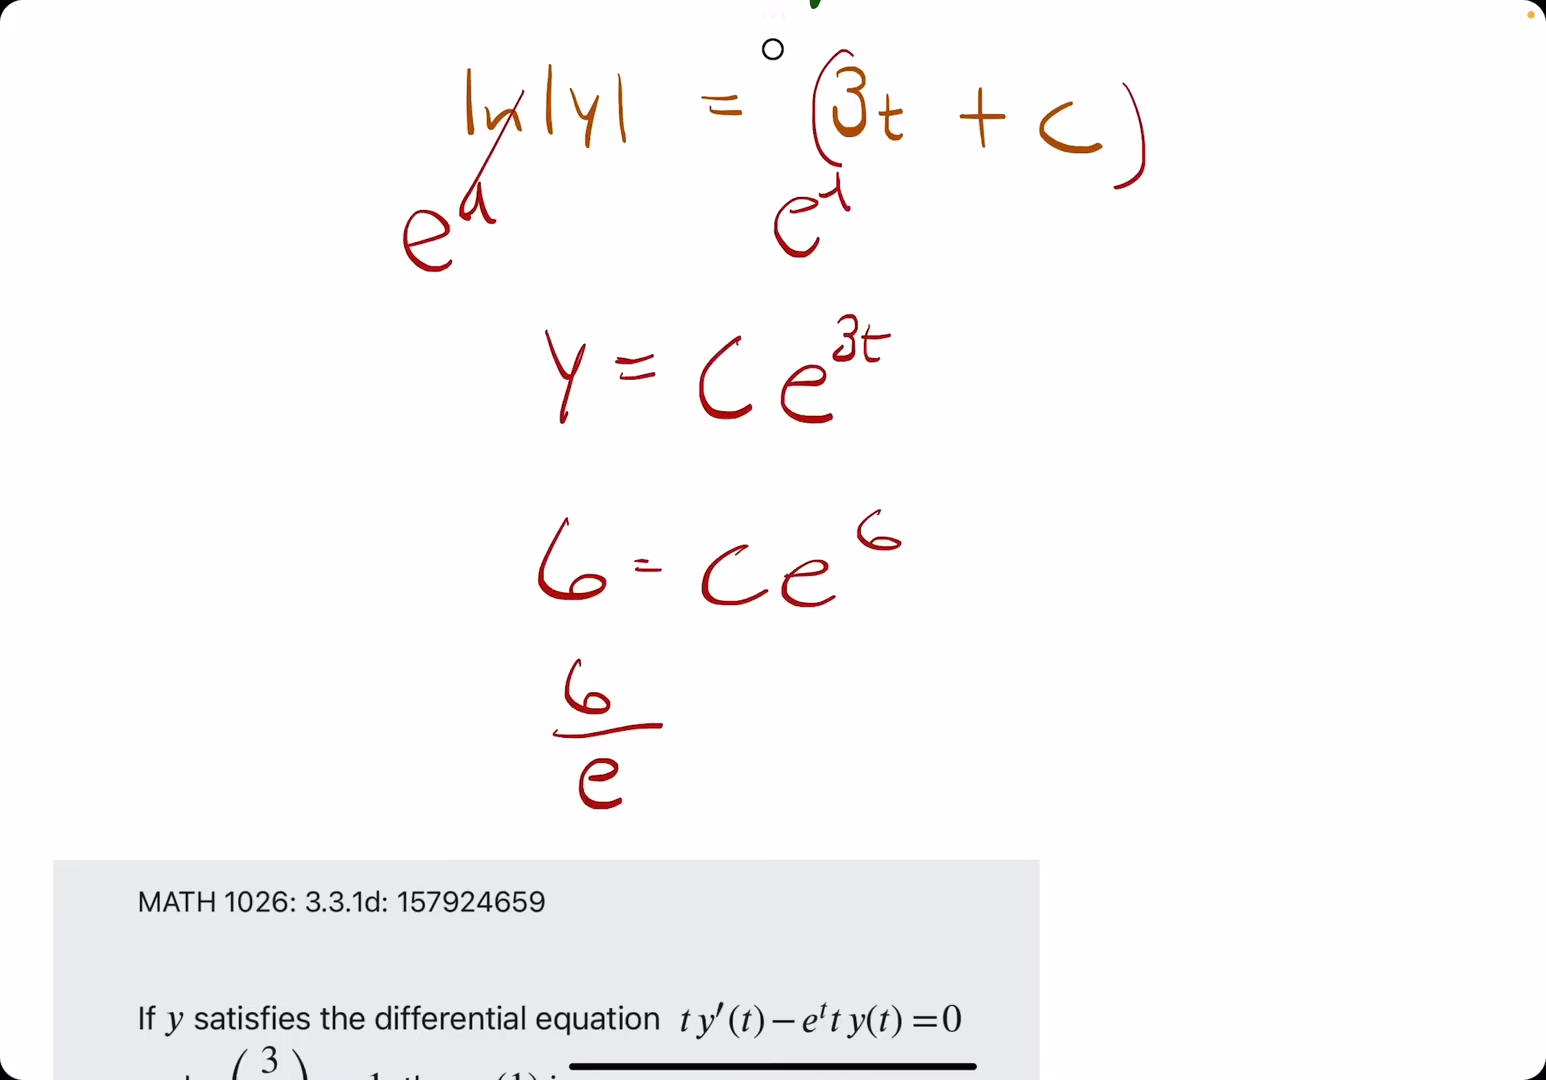 ln|y| = (3t + c)
e^ e^
y = Ce^3t
6 = Ce^6
6
e
MATH 1026: 3.3.1d: 157924659
If y satisfies the differential equation t y′(t) − e^t t y(t) = 0
(3)